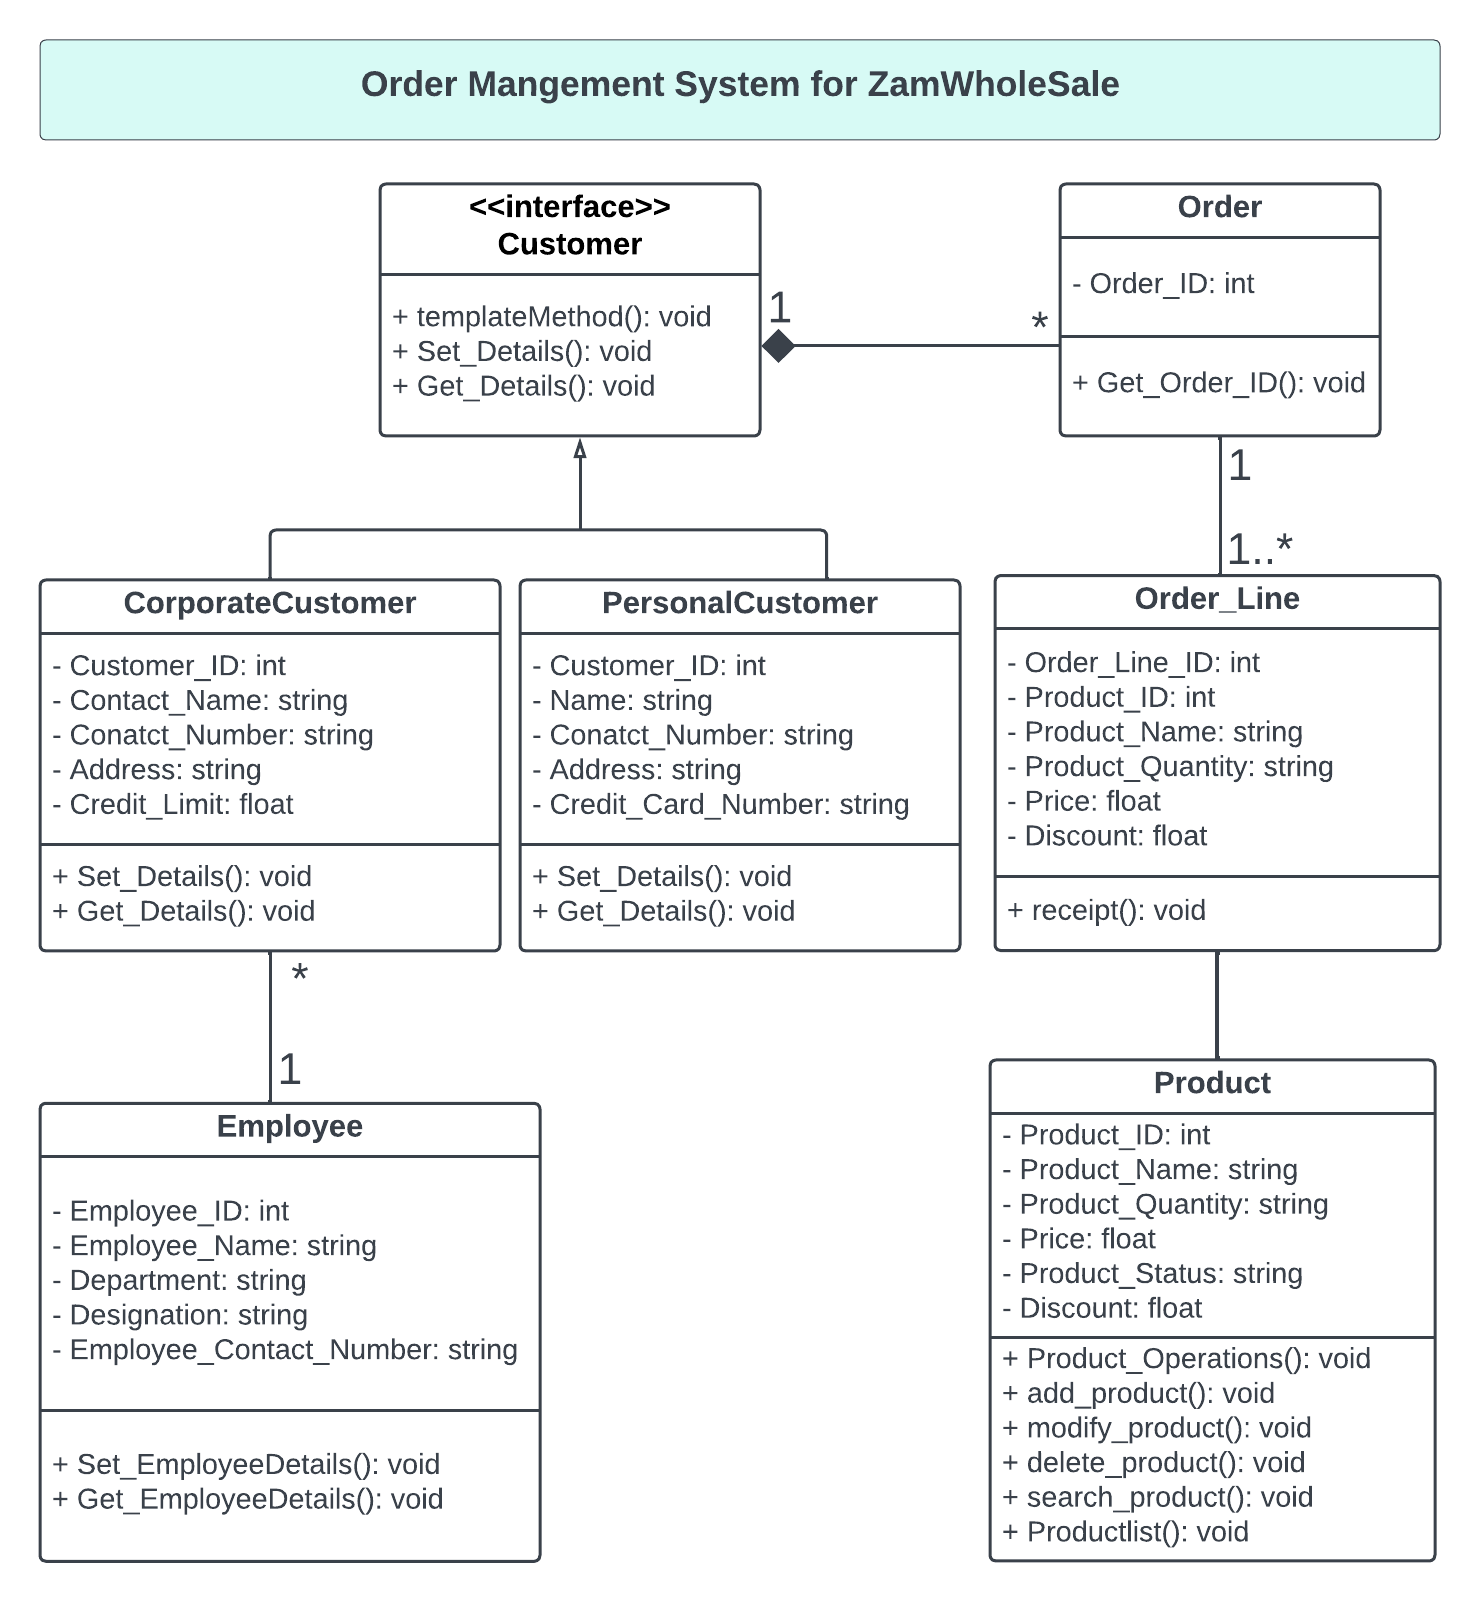 Order Mangement System for ZamWholeSale
<<interface>>
Customer
+ templateMethod(): void
+ Set_Details(): void
+ Get_Details(): void
1
*
Order
- Order_ID: int
+ Get_Order_ID(): void
1
1..*
CorporateCustomer
- Customer_ID: int
- Contact_Name: string
- Conatct_Number: string
- Address: string
- Credit_Limit: float
+ Set_Details(): void
+ Get_Details(): void
PersonalCustomer
- Customer_ID: int
- Name: string
- Conatct_Number: string
- Address: string
- Credit_Card_Number: string
+ Set_Details(): void
+ Get_Details(): void
Order_Line
- Order_Line_ID: int
- Product_ID: int
- Product_Name: string
- Product_Quantity: string
- Price: float
- Discount: float
+ receipt(): void
*
1
Employee
- Employee_ID: int
- Employee_Name: string
- Department: string
- Designation: string
- Employee_Contact_Number: string
+ Set_EmployeeDetails(): void
+ Get_EmployeeDetails(): void
Product
- Product_ID: int
- Product_Name: string
- Product_Quantity: string
- Price: float
- Product_Status: string
- Discount: float
+ Product_Operations(): void
+ add_product(): void
+ modify_product(): void
+ delete_product(): void
+ search_product(): void
+ Productlist(): void